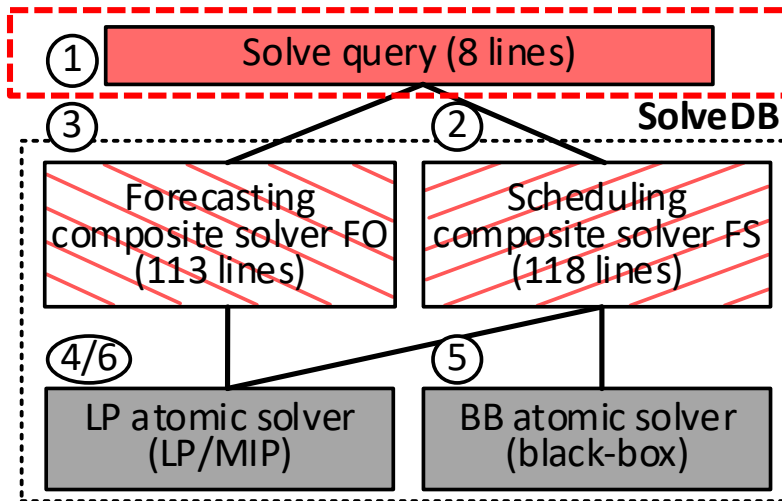 1
Solve query (8 lines)
SolveDB
3
2
Forecasting
composite solver FO
(113 lines)
Scheduling
composite solver FS
(118 lines)
4/6
5
LP atomic solver
(LP/MIP)
BB atomic solver
(black-box)